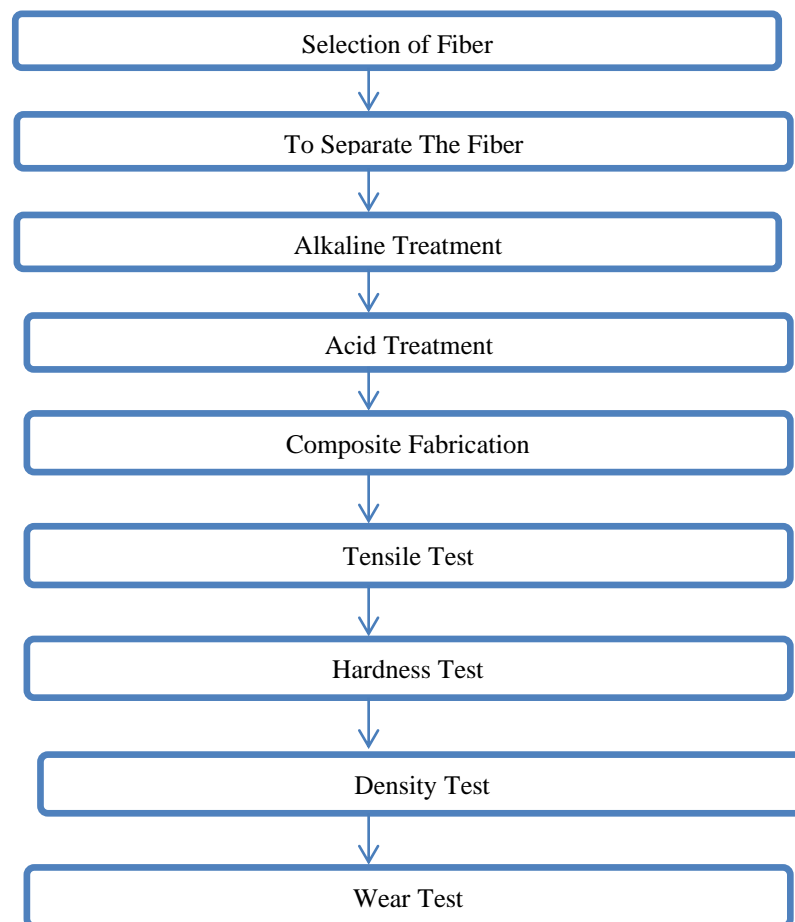 Selection of Fiber
To Separate The Fiber
Alkaline Treatment
Acid Treatment
Composite Fabrication
Tensile Test
Hardness Test
Density Test
Wear Test